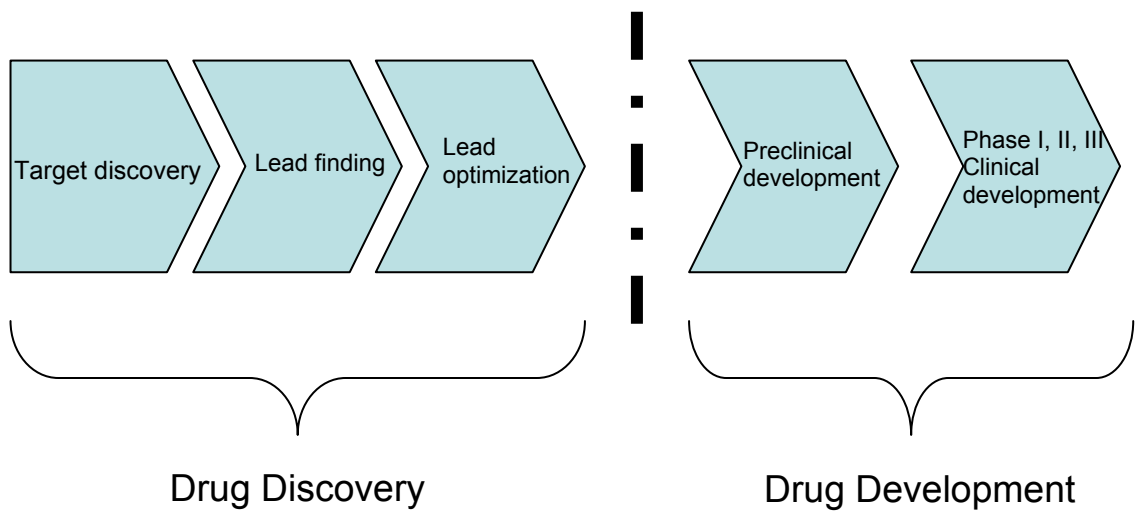 Target discovery
Lead finding
Lead
optimization
Preclinical
development
Phase I, II, III
Clinical
development
Drug Discovery
Drug Development